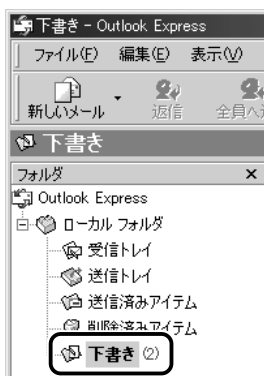 下書き - Outlook Express
ファイル(F) 編集(E) 表示(V)
新しいメール 返信 全員へ
下書き
フォルダ ×
Outlook Express
ローカル フォルダ
受信トレイ
送信トレイ
送信済みアイテム
削除済みアイテム
下書き (2)